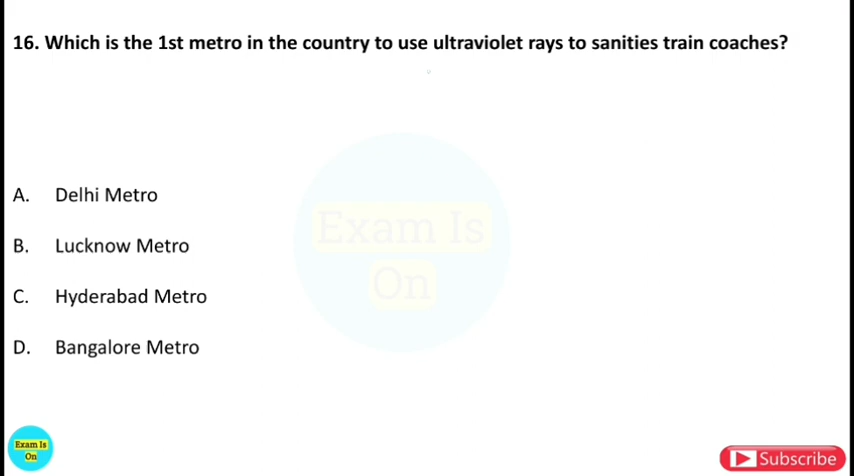 16. Which is the 1st metro in the country to use ultraviolet rays to sanities train coaches?
Exam Is
On
A. Delhi Metro
B. Lucknow Metro
C. Hyderabad Metro
D. Bangalore Metro
Exam Is
On
Subscribe